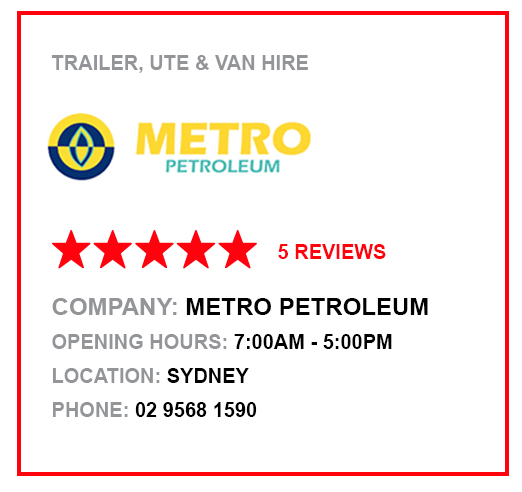 TRAILER, UTE & VAN HIRE
METRO
PETROLEUM
5 REVIEWS
COMPANY: METRO PETROLEUM
OPENING HOURS: 7:00AM - 5:00PM
LOCATION: SYDNEY
PHONE: 02 9568 1590